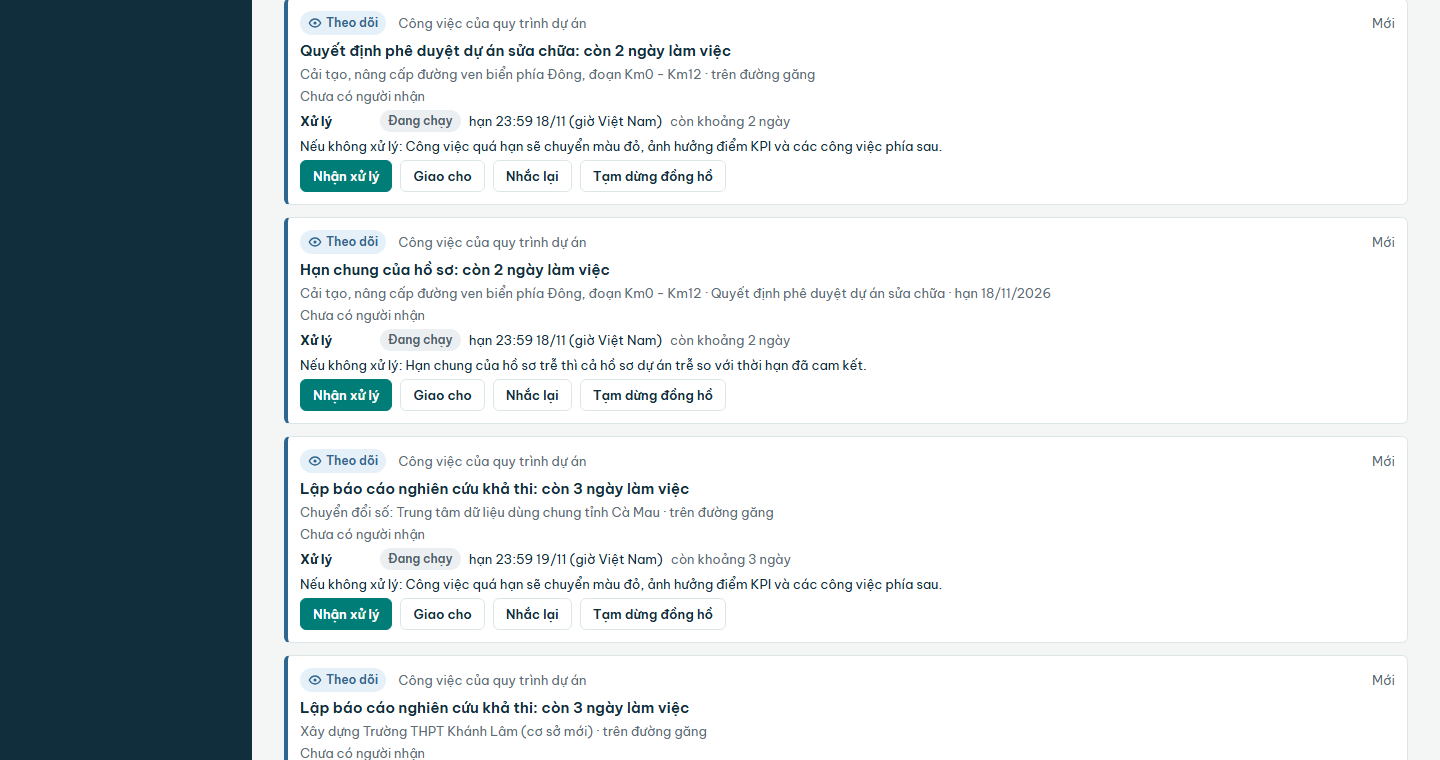 Theo dõi Công việc của quy trình dự án Mới
Quyết định phê duyệt dự án sửa chữa: còn 2 ngày làm việc
Cải tạo, nâng cấp đường ven biển phía Đông, đoạn Km0 - Km12 · trên đường găng
Chưa có người nhận
Xử lý Đang chạy hạn 23:59 18/11 (giờ Việt Nam) còn khoảng 2 ngày
Nếu không xử lý: Công việc quá hạn sẽ chuyển màu đỏ, ảnh hưởng điểm KPI và các công việc phía sau.
Nhận xử lý Giao cho Nhắc lại Tạm dừng đồng hồ
Theo dõi Công việc của quy trình dự án Mới
Hạn chung của hồ sơ: còn 2 ngày làm việc
Cải tạo, nâng cấp đường ven biển phía Đông, đoạn Km0 - Km12 · Quyết định phê duyệt dự án sửa chữa · hạn 18/11/2026
Chưa có người nhận
Xử lý Đang chạy hạn 23:59 18/11 (giờ Việt Nam) còn khoảng 2 ngày
Nếu không xử lý: Hạn chung của hồ sơ trễ thì cả hồ sơ dự án trễ so với thời hạn đã cam kết.
Nhận xử lý Giao cho Nhắc lại Tạm dừng đồng hồ
Theo dõi Công việc của quy trình dự án Mới
Lập báo cáo nghiên cứu khả thi: còn 3 ngày làm việc
Chuyển đổi số: Trung tâm dữ liệu dùng chung tỉnh Cà Mau · trên đường găng
Chưa có người nhận
Xử lý Đang chạy hạn 23:59 19/11 (giờ Việt Nam) còn khoảng 3 ngày
Nếu không xử lý: Công việc quá hạn sẽ chuyển màu đỏ, ảnh hưởng điểm KPI và các công việc phía sau.
Nhận xử lý Giao cho Nhắc lại Tạm dừng đồng hồ
Theo dõi Công việc của quy trình dự án Mới
Lập báo cáo nghiên cứu khả thi: còn 3 ngày làm việc
Xây dựng Trường THPT Khánh Lâm (cơ sở mới) · trên đường găng
Chưa có người nhận